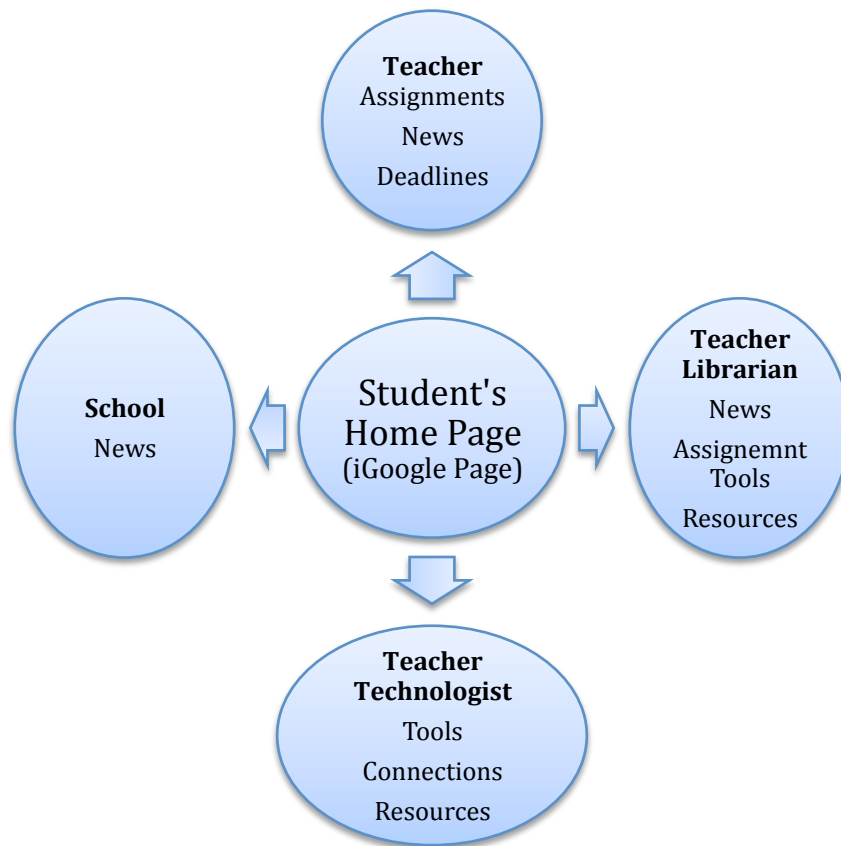 Teacher
Assignments
News
Deadlines
School
News
Student's
Home Page
(iGoogle Page)
Teacher
Librarian
News
Assignemnt
Tools
Resources
Teacher
Technologist
Tools
Connections
Resources